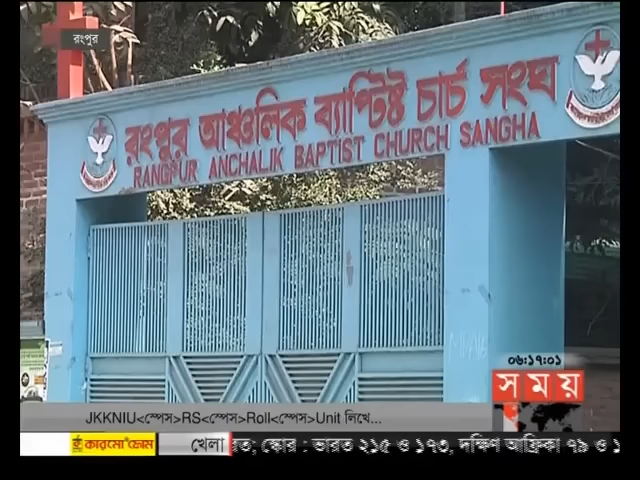 রংপুর
রংপুর আঞ্চলিক ব্যাপ্টিষ্ট চার্চ সংঘ
RANGPUR ANCHALIK BAPTIST CHURCH SANGHA
০৬:১৭:০১
সময়
JKKNIU<স্পেস>RS<স্পেস>Roll<স্পেস>Unit লিখে...
কারমো ফোম
খেলা
ত; স্কোর : ভারত ২১৫ ও ১৭৩, দক্ষিণ আফ্রিকা ৭৯ ও ১